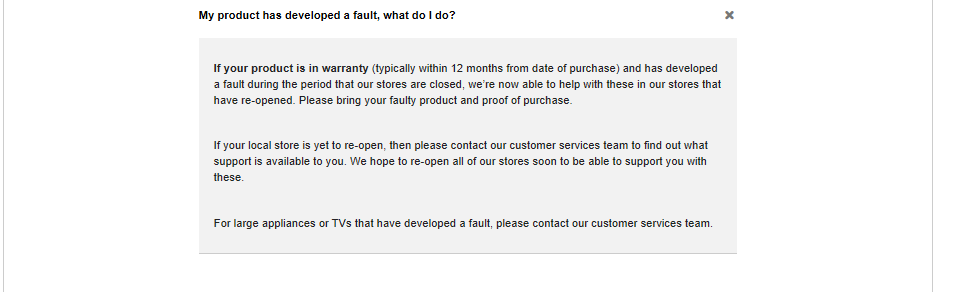 My product has developed a fault, what do I do?
If your product is in warranty (typically within 12 months from date of purchase) and has developed
a fault during the period that our stores are closed, we're now able to help with these in our stores that
have re-opened. Please bring your faulty product and proof of purchase.
If your local store is yet to re-open, then please contact our customer services team to find out what
support is available to you. We hope to re-open all of our stores soon to be able to support you with
these.
For large appliances or TVs that have developed a fault, please contact our customer services team.